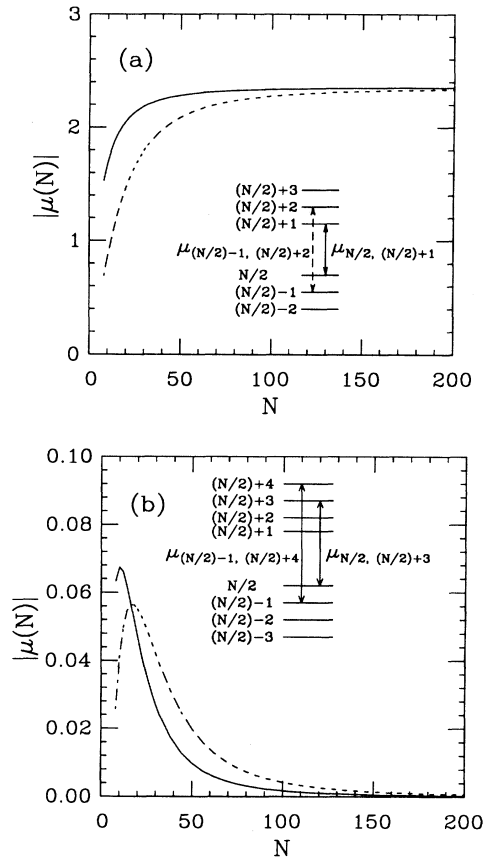 3
(a)
2
|μ(N)|
(N/2)+3
(N/2)+2
(N/2)+1
μ(N/2)−1, (N/2)+2
μN/2, (N/2)+1
1
N/2
(N/2)−1
(N/2)−2
0
0 50 100 150 200
N
0.10
(N/2)+4
(b)
(N/2)+3
0.08
(N/2)+2
(N/2)+1
μ(N/2)−1, (N/2)+4
μN/2, (N/2)+3
0.06
N/2
(N/2)−1
|μ(N)|
(N/2)−2
0.04
(N/2)−3
0.02
0.00
0 50 100 150 200
N